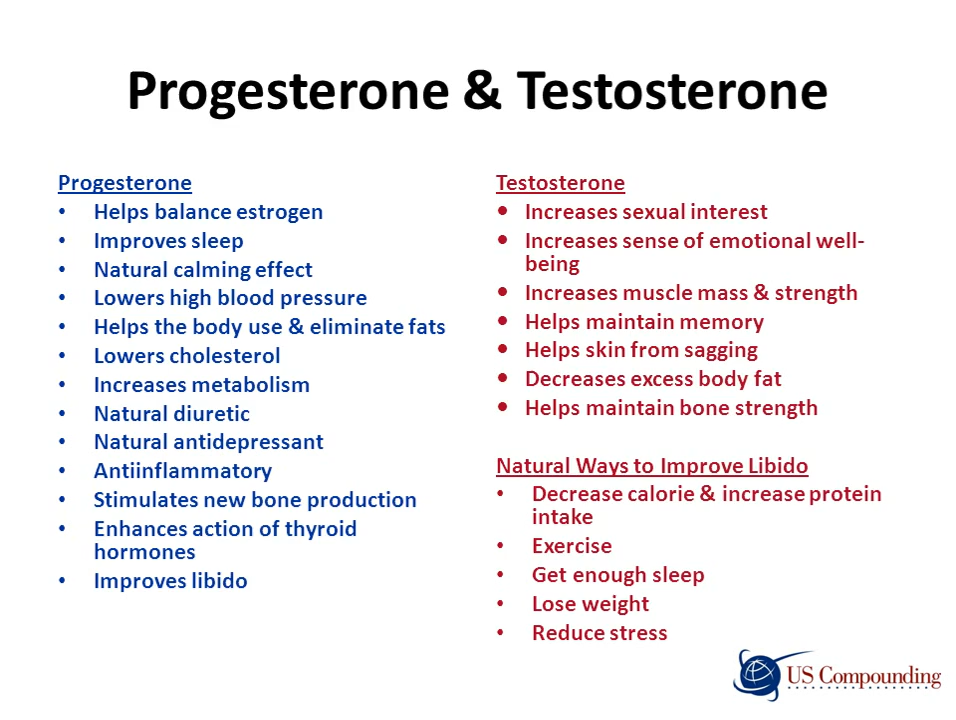 Progesterone & Testosterone
Progesterone
• Helps balance estrogen
• Improves sleep
• Natural calming effect
• Lowers high blood pressure
• Helps the body use & eliminate fats
• Lowers cholesterol
• Increases metabolism
• Natural diuretic
• Natural antidepressant
• Antiinflammatory
• Stimulates new bone production
• Enhances action of thyroid
hormones
• Improves libido
Testosterone
• Increases sexual interest
• Increases sense of emotional well-
being
• Increases muscle mass & strength
• Helps maintain memory
• Helps skin from sagging
• Decreases excess body fat
• Helps maintain bone strength
Natural Ways to Improve Libido
• Decrease calorie & increase protein
intake
• Exercise
• Get enough sleep
• Lose weight
• Reduce stress
US Compounding